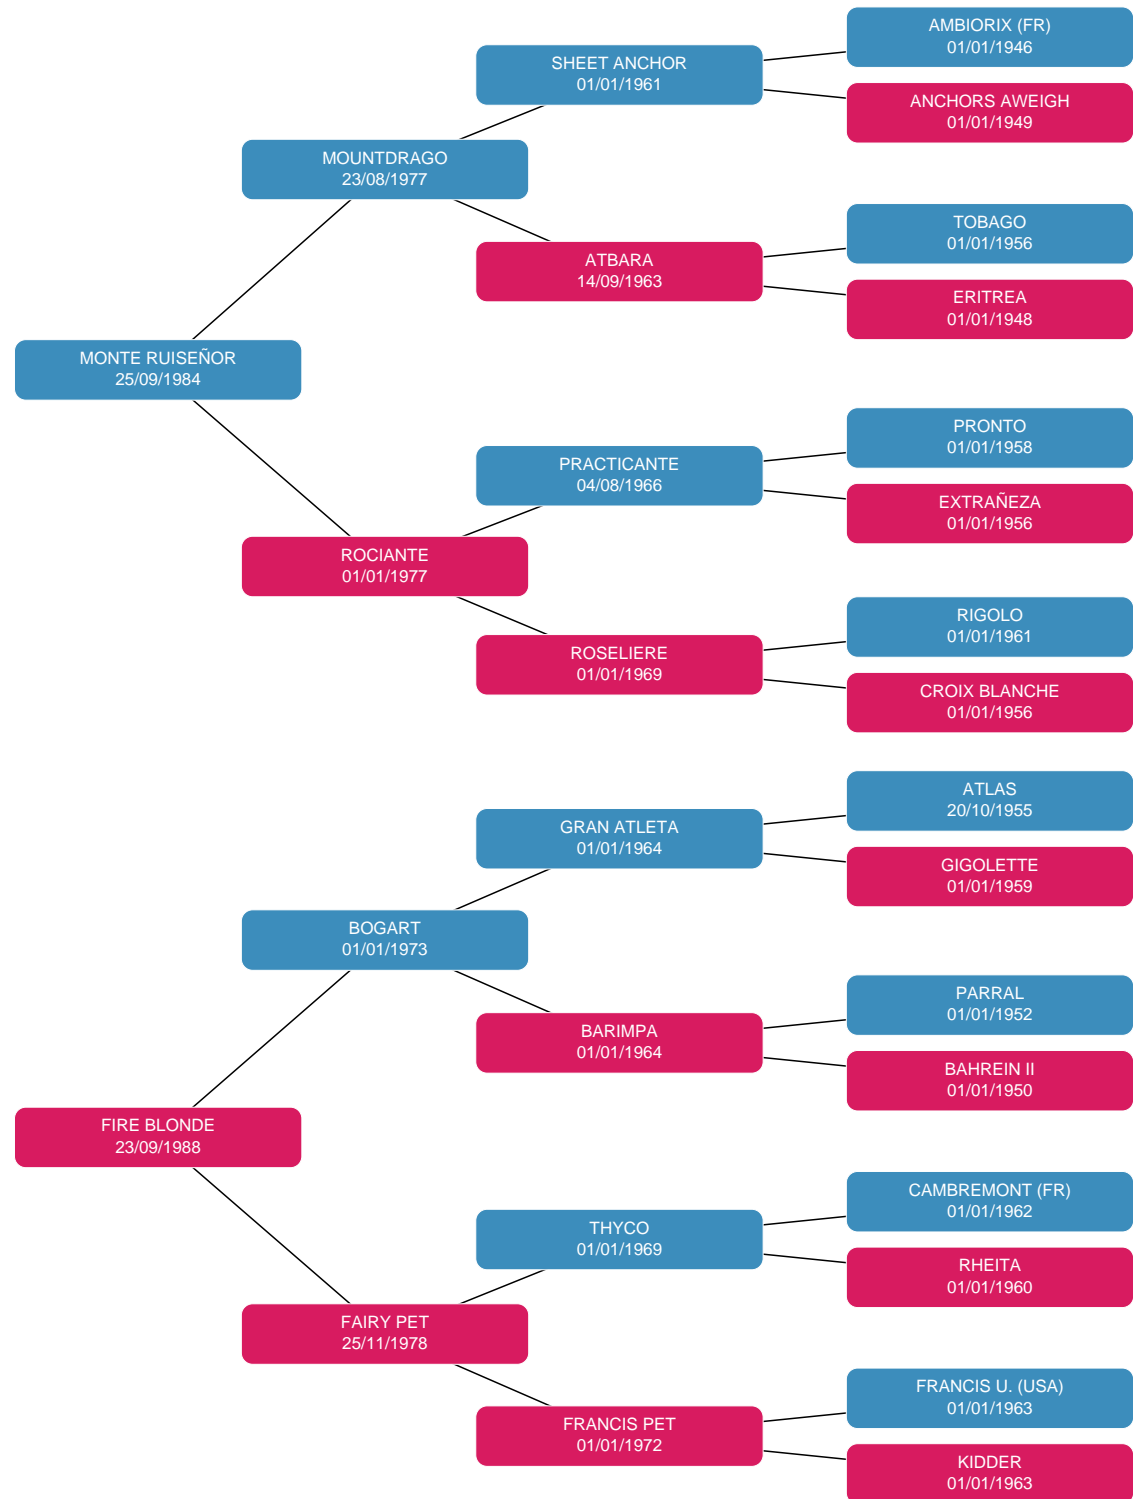 AMBIORIX (FR)
01/01/1946
SHEET ANCHOR
01/01/1961
ANCHORS AWEIGH
01/01/1949
MOUNTDRAGO
23/08/1977
TOBAGO
01/01/1956
ATBARA
14/09/1963
ERITREA
01/01/1948
MONTE RUISEÑOR
25/09/1984
PRONTO
01/01/1958
PRACTICANTE
04/08/1966
EXTRAÑEZA
01/01/1956
ROCIANTE
01/01/1977
RIGOLO
01/01/1961
ROSELIERE
01/01/1969
CROIX BLANCHE
01/01/1956
ATLAS
20/10/1955
GRAN ATLETA
01/01/1964
GIGOLETTE
01/01/1959
BOGART
01/01/1973
PARRAL
01/01/1952
BARIMPA
01/01/1964
BAHREIN II
01/01/1950
FIRE BLONDE
23/09/1988
CAMBREMONT (FR)
01/01/1962
THYCO
01/01/1969
RHEITA
01/01/1960
FAIRY PET
25/11/1978
FRANCIS U. (USA)
01/01/1963
FRANCIS PET
01/01/1972
KIDDER
01/01/1963